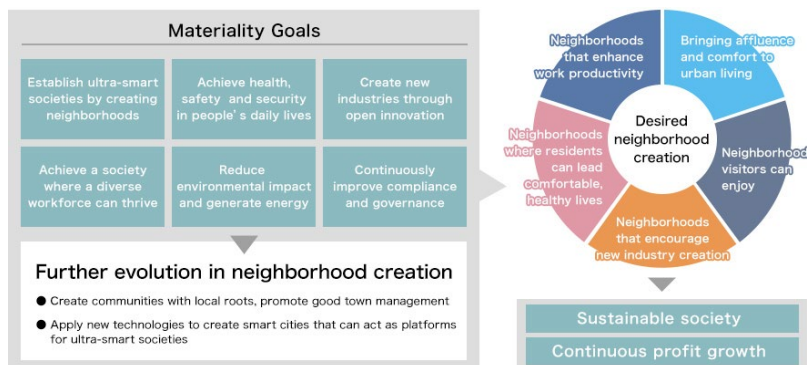 Materiality Goals
Establish ultra-smart
societies by creating
neighborhoods
Achieve health,
safety and security
in people's daily lives
Create new
industries through
open innovation
Achieve a society
where a diverse
workforce can thrive
Reduce
environmental impact
and generate energy
Continuously
improve compliance
and governance
Further evolution in neighborhood creation
● Create communities with local roots, promote good town management
● Apply new technologies to create smart cities that can act as platforms
for ultra-smart societies
Neighborhoods
that enhance
work productivity
Bringing affluence
and comfort to
urban living
Desired
neighborhood
creation
Neighborhoods
where residents
can lead
comfortable,
healthy lives
Neighborhood
visitors can
enjoy
Neighborhoods
that encourage
new industry creation
Sustainable society
Continuous profit growth